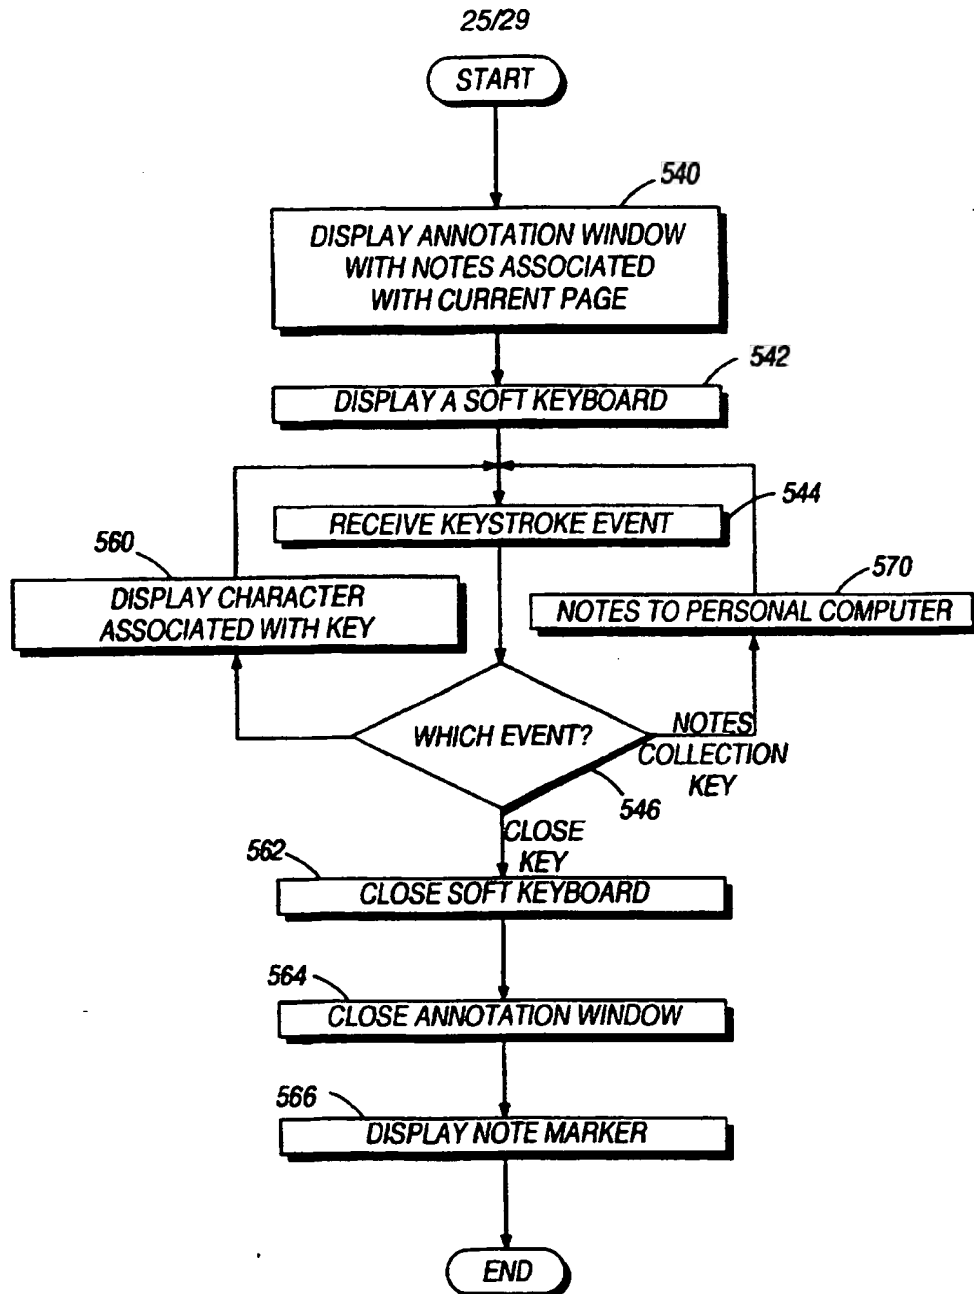 25/29
START
540
DISPLAY ANNOTATION WINDOW
WITH NOTES ASSOCIATED
WITH CURRENT PAGE
542
DISPLAY A SOFT KEYBOARD
544
RECEIVE KEYSTROKE EVENT
560
DISPLAY CHARACTER
ASSOCIATED WITH KEY
570
NOTES TO PERSONAL COMPUTER
WHICH EVENT?
NOTES
COLLECTION
KEY
546
CLOSE
KEY
562
CLOSE SOFT KEYBOARD
564
CLOSE ANNOTATION WINDOW
566
DISPLAY NOTE MARKER
END